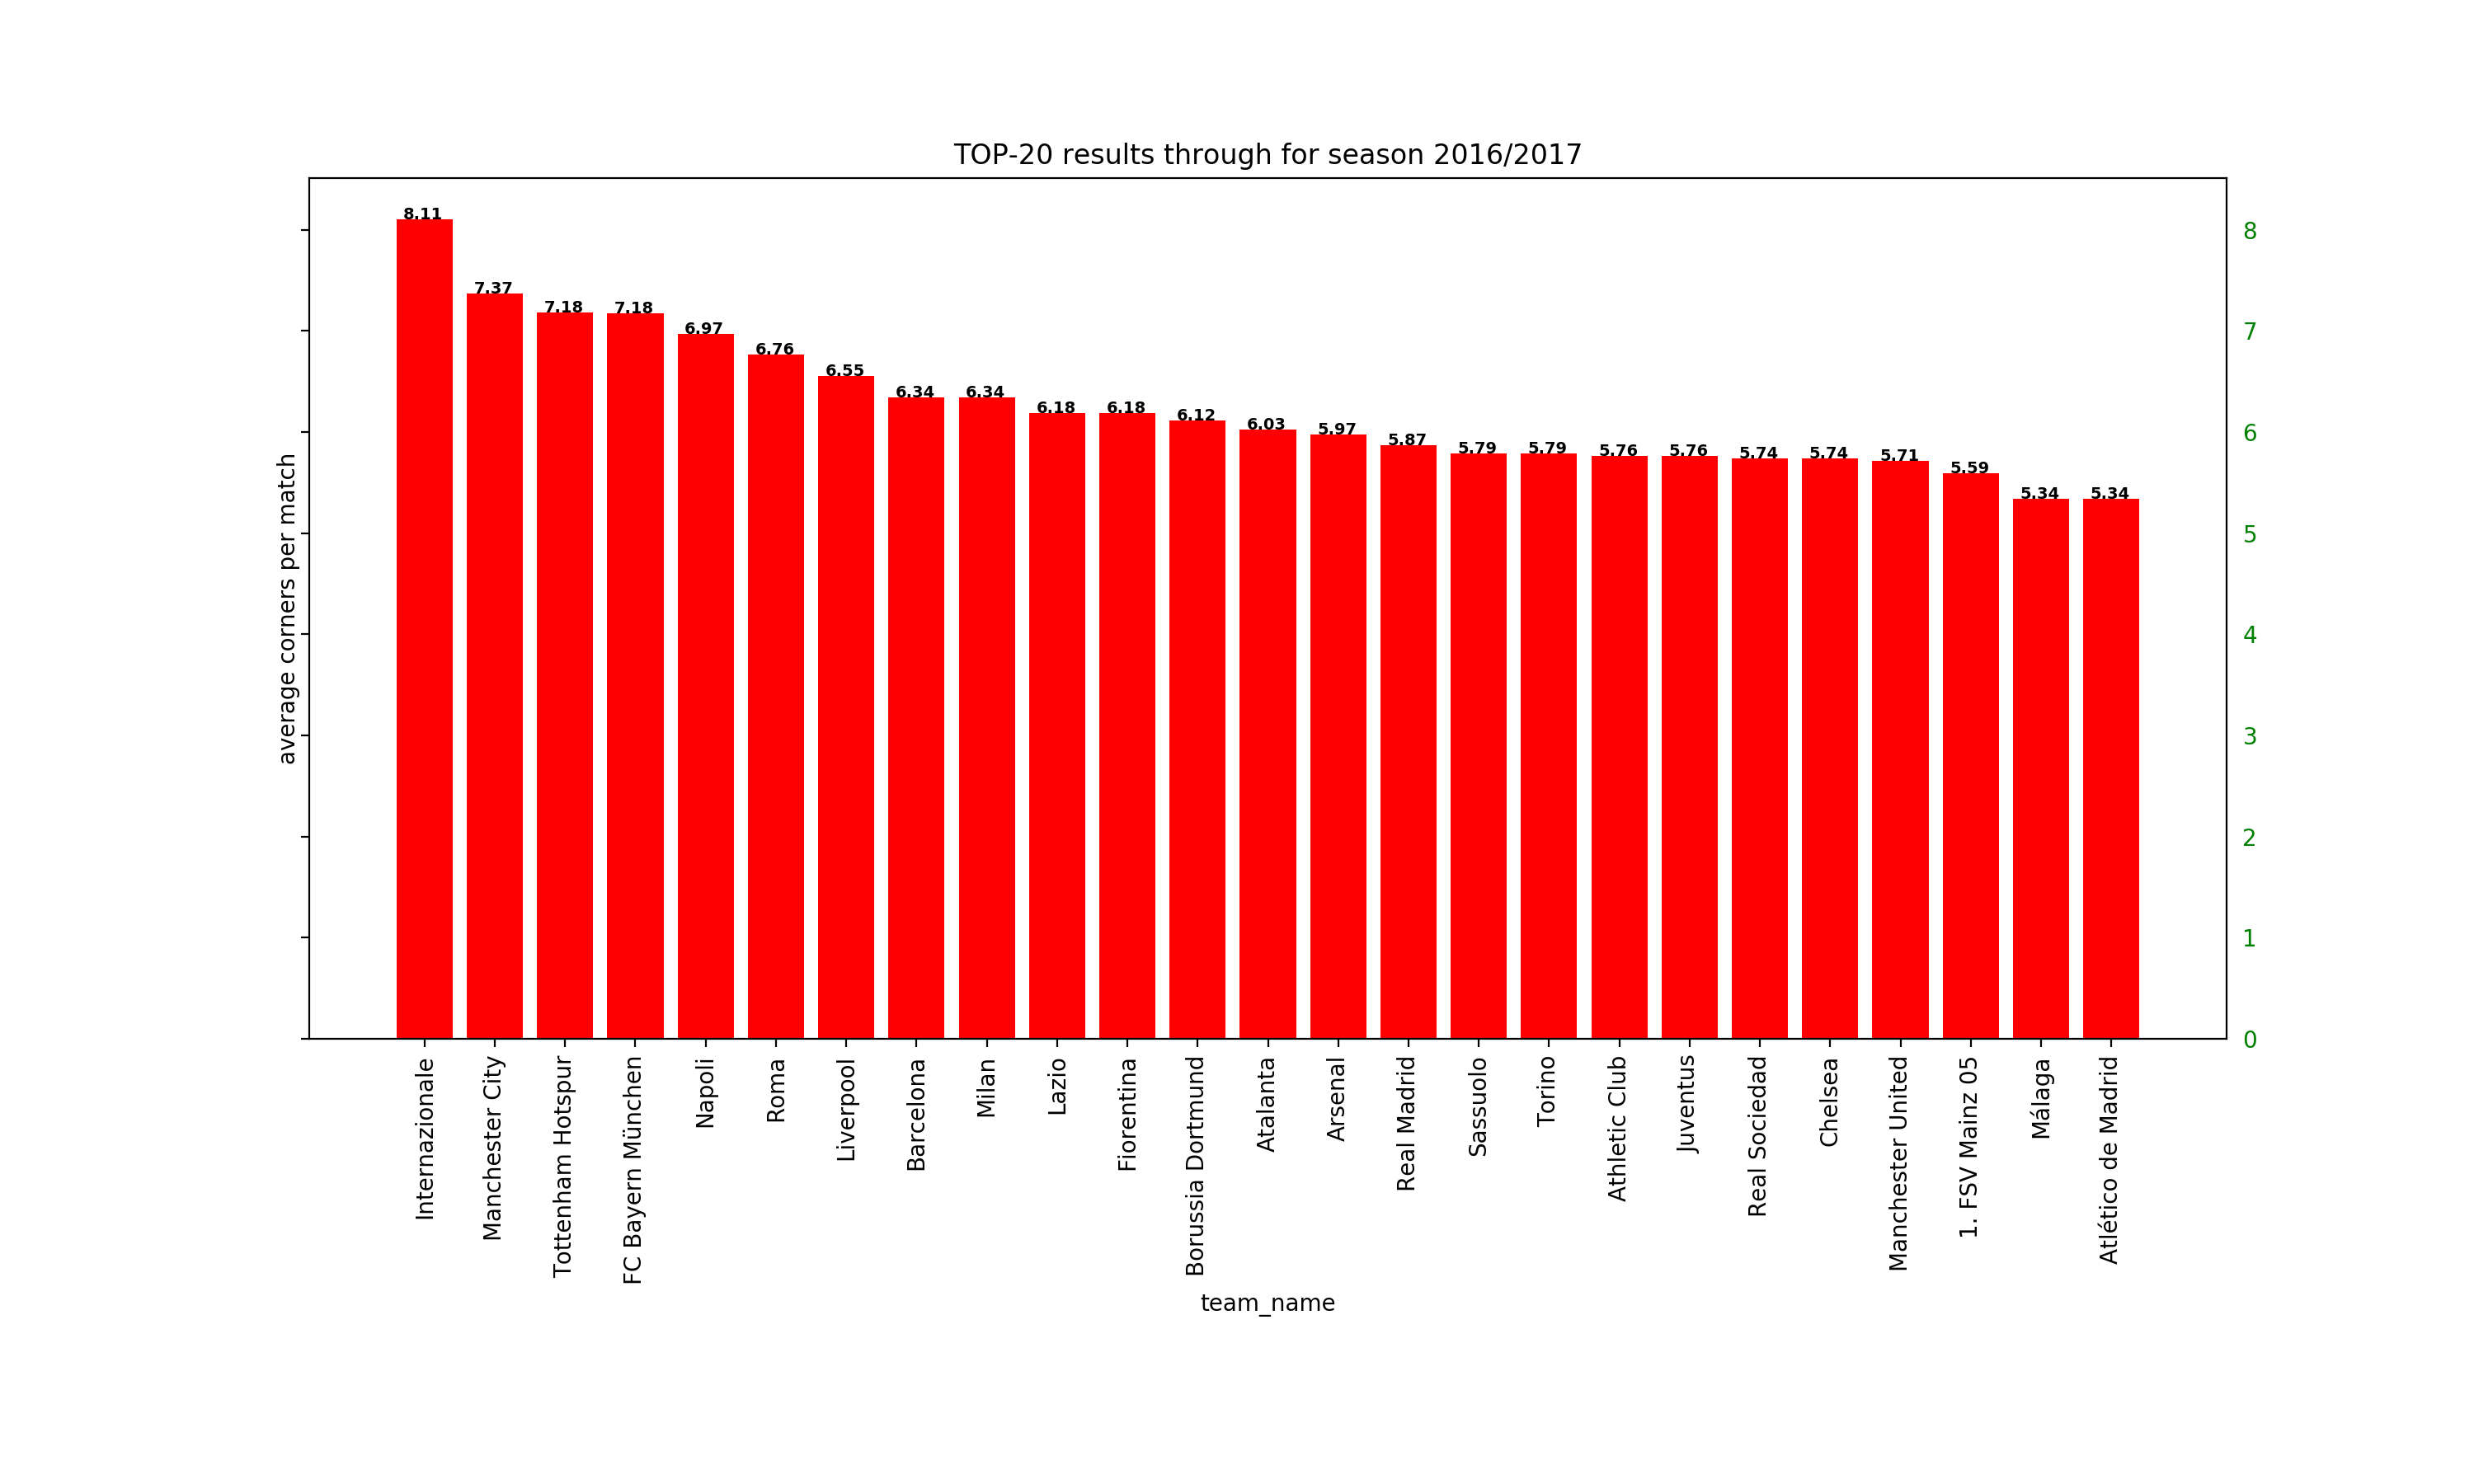 TOP-20 results through for season 2016/2017
average corners per match
8.11
7.37
7.18
7.18
6.97
6.76
6.55
6.34
6.34
6.18
6.18
6.12
6.03
5.97
5.87
5.79
5.79
5.76
5.76
5.74
5.74
5.71
5.59
5.34
5.34
8
7
6
5
4
3
2
1
0
Internazionale
Manchester City
Tottenham Hotspur
FC Bayern München
Napoli
Roma
Liverpool
Barcelona
Milan
Lazio
Fiorentina
Borussia Dortmund
Atalanta
Arsenal
Real Madrid
Sassuolo
Torino
Athletic Club
Juventus
Real Sociedad
Chelsea
Manchester United
1. FSV Mainz 05
Málaga
Atlético de Madrid
team_name